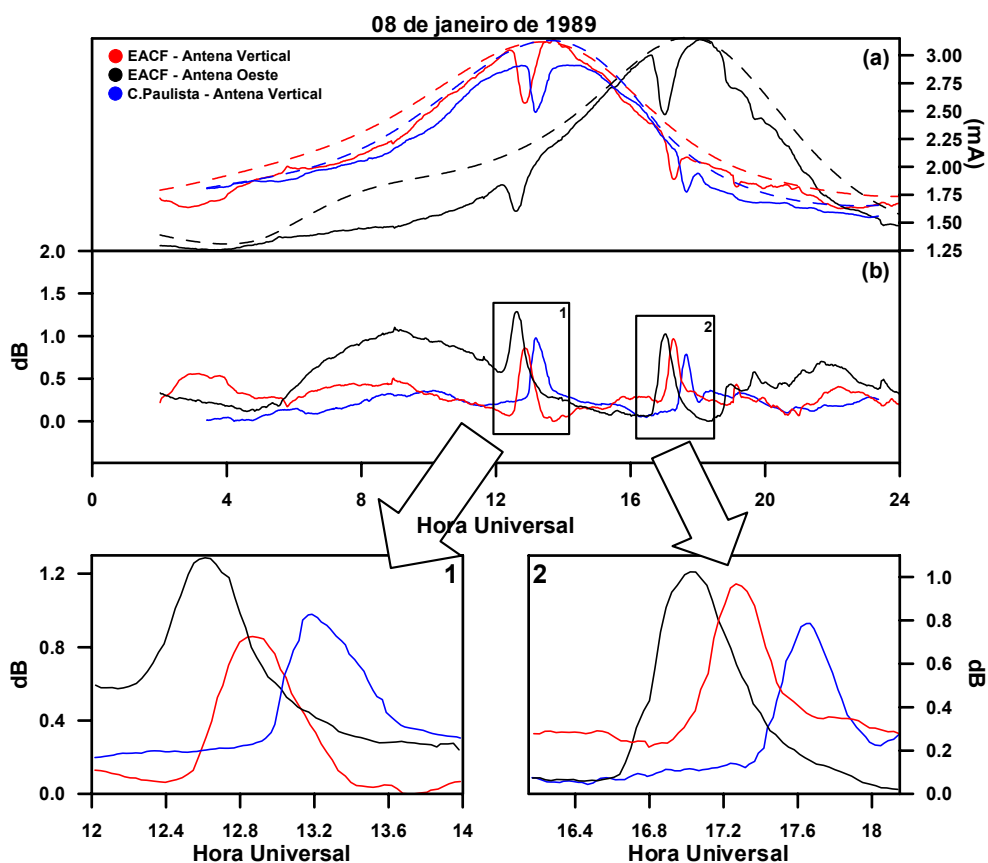 08 de janeiro de 1989
EACF - Antena Vertical
EACF - Antena Oeste
C.Paulista - Antena Vertical
(a)
3.00
2.75
2.50
2.25
2.00
1.75
1.50
1.25
(mA)
(b)
2.0
1.5
1.0
0.5
0.0
dB
1
2
0 4 8 12 16 20 24
Hora Universal
1
1.2
0.8
0.4
0.0
dB
12 12.4 12.8 13.2 13.6 14
Hora Universal
2
1.0
0.8
0.6
0.4
0.2
0.0
dB
16.4 16.8 17.2 17.6 18
Hora Universal